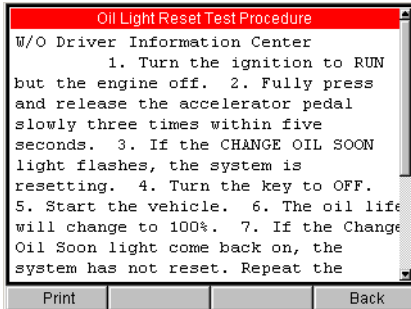 Oil Light Reset Test Procedure
W/O Driver Information Center
1. Turn the ignition to RUN
but the engine off. 2. Fully press
and release the accelerator pedal
slowly three times within five
seconds. 3. If the CHANGE OIL SOON
light flashes, the system is
resetting. 4. Turn the key to OFF.
5. Start the vehicle. 6. The oil life
will change to 100%. 7. If the Change
Oil Soon light come back on, the
system has not reset. Repeat the
Print Back